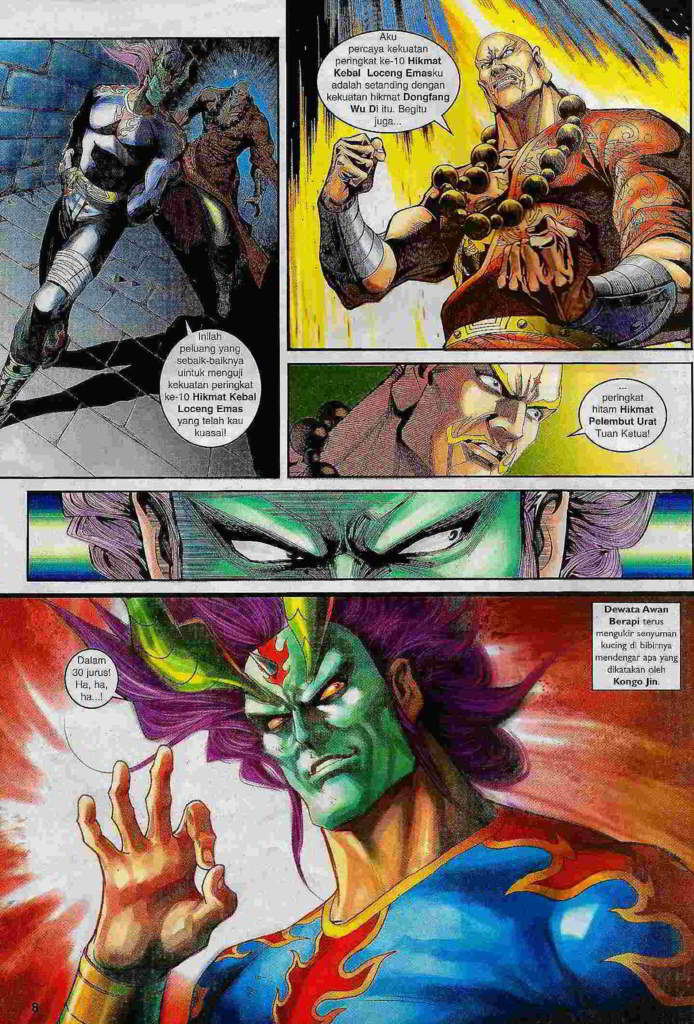 Inilah
peluang yang
sebaik-baiknya
uintuk menguji
kekuatan peringkat
ke-10 Hikmat Kebal
Loceng Emas
yang telah kau
kuasai!
Aku
percaya kekuatan
peringkat ke-10 Hikmat
Kebal Loceng Emasku
adalah setanding dengan
kekuatan hikmat Dongfang
Wu Di itu. Begitu
juga...
...
peringkat
hitam Hikmat
Pelembut Urat
Tuan Ketua!
Dewata Awan
Berapi terus
mengukir senyuman
kucing di bibirnya
mendengar apa yang
dikatakan oleh
Kongo Jin.
Dalam
30 jurus!
Ha, ha,
ha...!
8